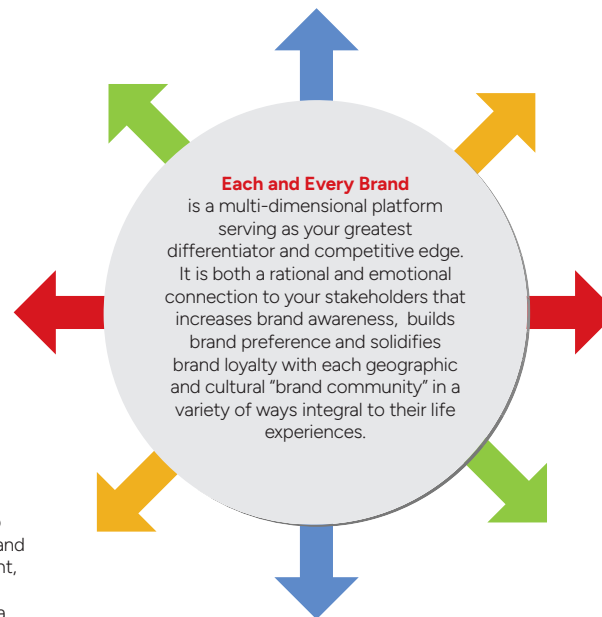 Each and Every Brand
is a multi-dimensional platform
serving as your greatest
differentiator and competitive edge.
It is both a rational and emotional
connection to your stakeholders that
increases brand awareness,  builds
brand preference and solidifies
brand loyalty with each geographic
and cultural “brand community” in a
variety of ways integral to their life
experiences.
and
nt,
a